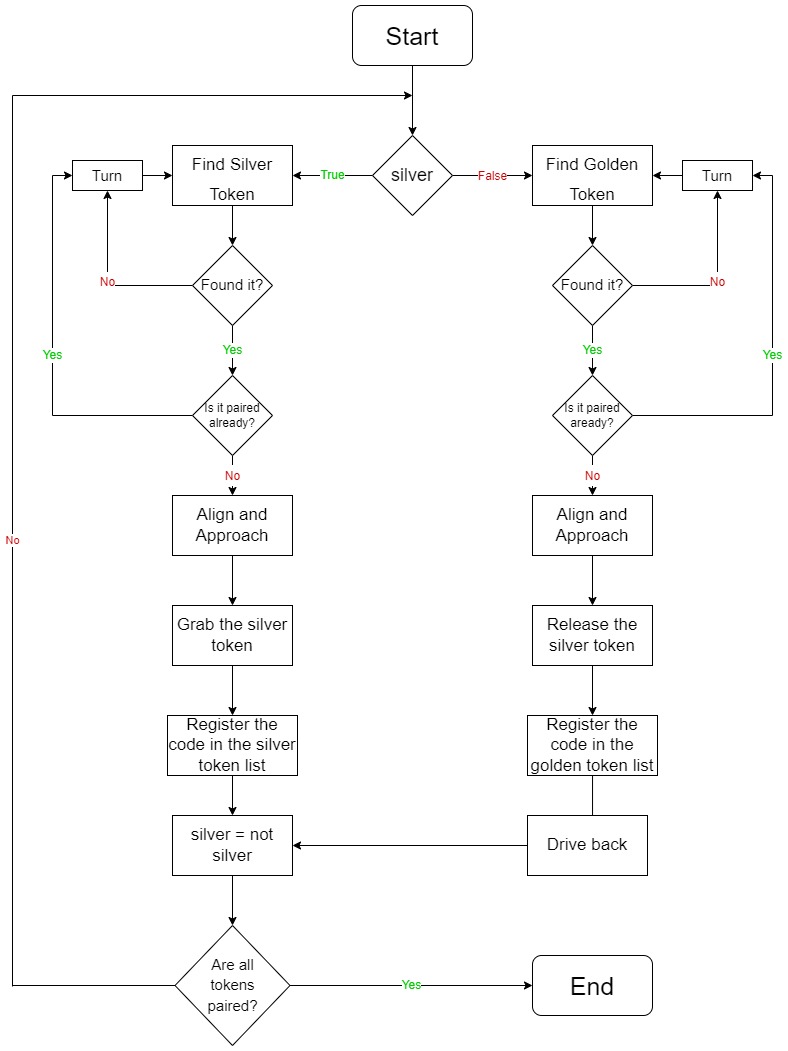 Start
Turn
Find Silver
Token
True
silver
False
Find Golden
Token
Turn
No
Found it?
Found it?
No
Yes
Yes
Yes
Yes
Is it paired
already?
Is it paired
aready?
No
No
Align and
Approach
Align and
Approach
No
Grab the silver
token
Release the
silver token
Register the
code in the silver
token list
Register the
code in the
golden token list
silver = not
silver
Drive back
Are all
tokens
paired?
Yes
End